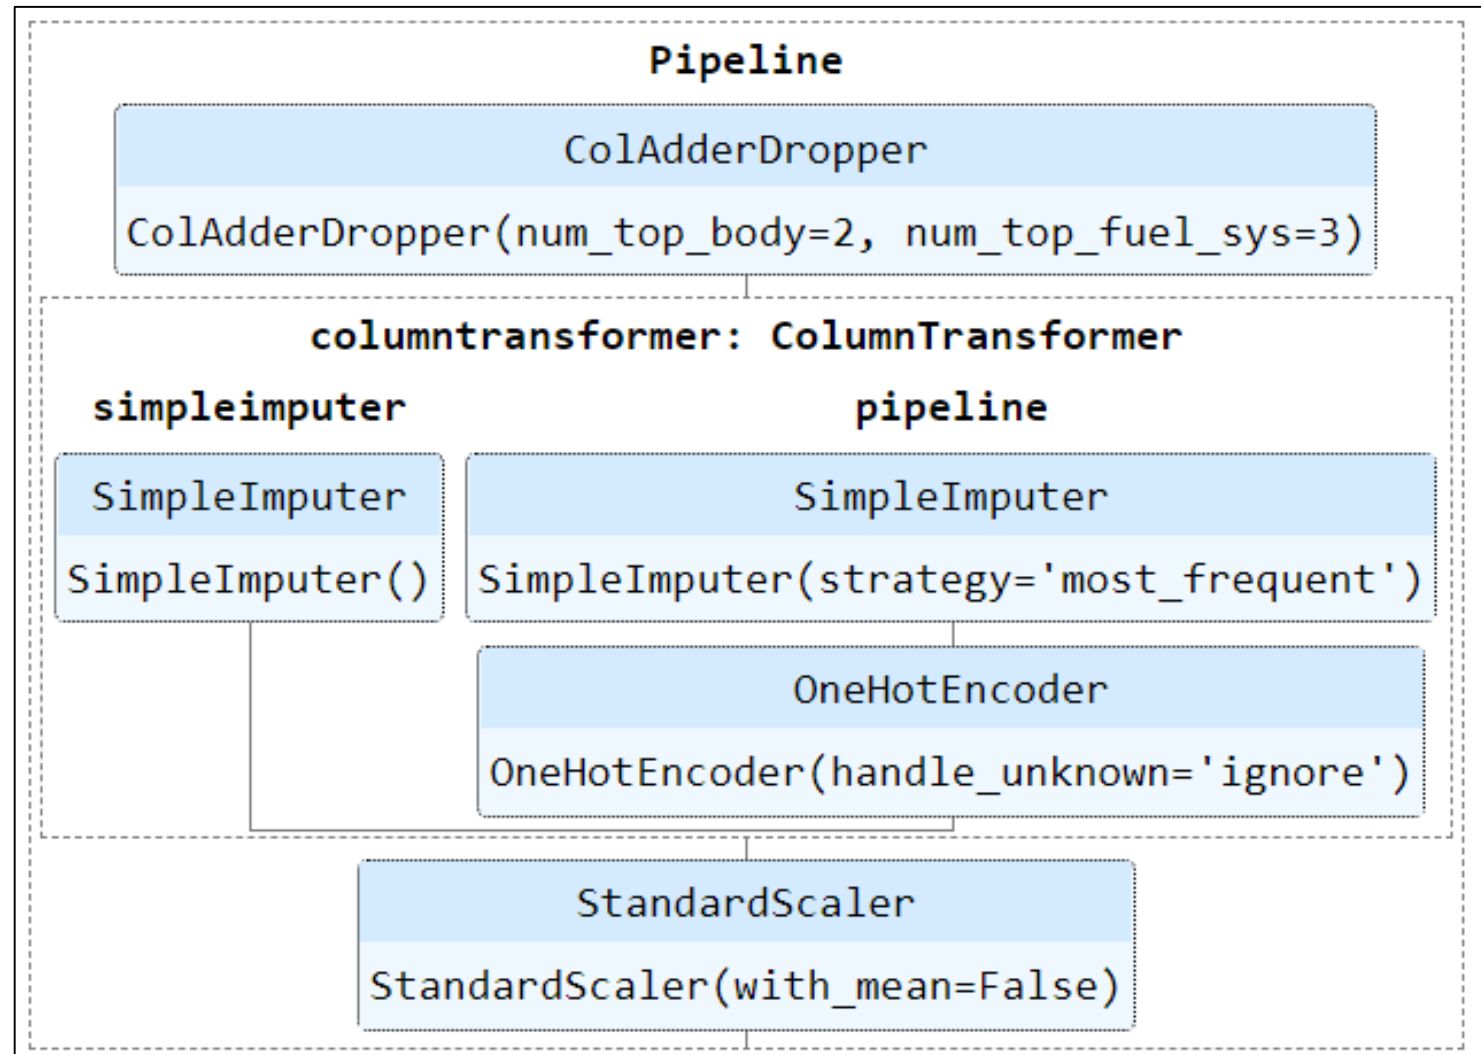 Pipeline
ColAdderDropper
ColAdderDropper(num_top_body=2, num_top_fuel_sys=3)
columntransformer: ColumnTransformer
simpleimputer
pipeline
SimpleImputer
SimpleImputer
SimpleImputer()
SimpleImputer(strategy='most_frequent')
OneHotEncoder
OneHotEncoder(handle_unknown='ignore')
StandardScaler
StandardScaler(with_mean=False)